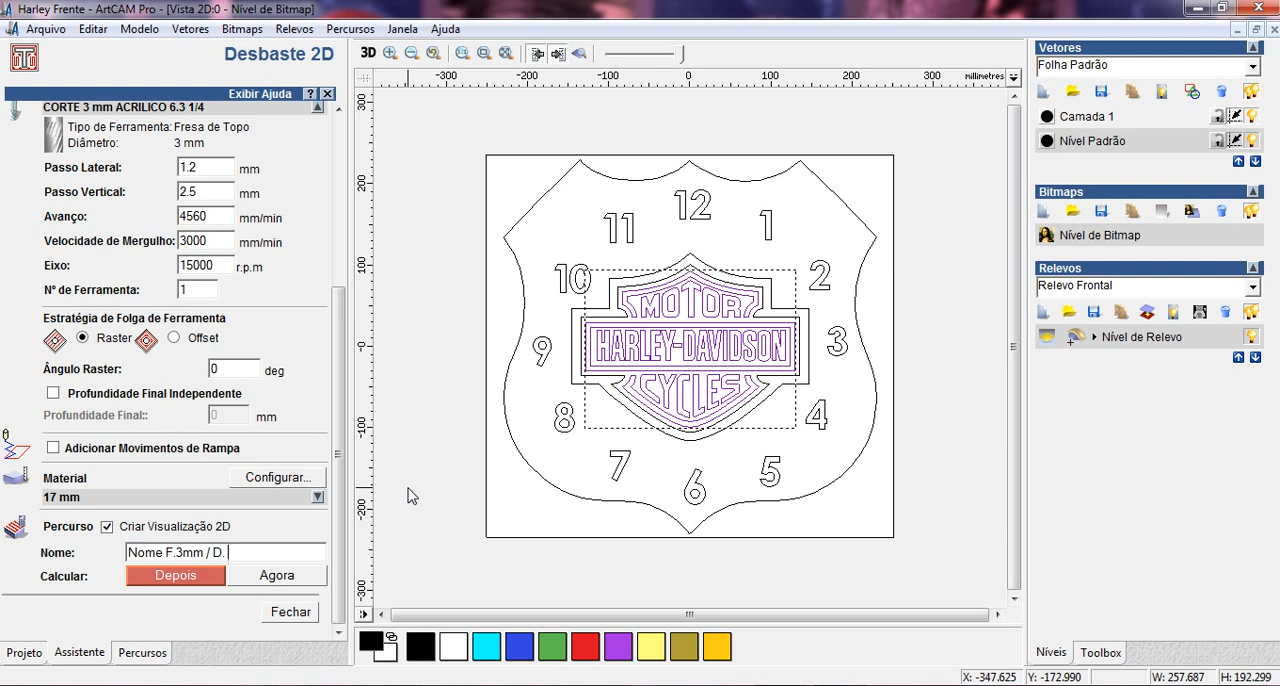 Harley Frente - ArtCAM Pro - [Vista 2D:0 - Nível de Bitmap]
Arquivo Editar Modelo Vetores Bitmaps Relevos Percursos Janela Ajuda
Desbaste 2D
Exibir Ajuda ? X
CORTE 3 mm ACRILICO 6.3 1/4
Tipo de Ferramenta: Fresa de Topo
Diâmetro: 3 mm
Passo Lateral: 1.2 mm
Passo Vertical: 2.5 mm
Avanço: 4560 mm/min
Velocidade de Mergulho: 3000 mm/min
Eixo: 15000 r.p.m
Nº de Ferramenta: 1
Estratégia de Folga de Ferramenta
Raster Offset
Ângulo Raster: 0 deg
Profundidade Final Independente
Profundidade Final:: 0 mm
Adicionar Movimentos de Rampa
Material Configurar...
17 mm
Percurso Criar Visualização 2D
Nome: Nome F.3mm / D.
Calcular: Depois Agora
Fechar
Projeto Assistente Percursos
3D
-300 -200 -100 0 100 200 300 milímetres
300
200
100
-0
-100
-200
-300
12
11 1
10 2
MOTOR
9 HARLEY-DAVIDSON 3
CYCLES
8 4
7 5
6
Vetores
Folha Padrão
Camada 1
Nível Padrão
Bitmaps
Nível de Bitmap
Relevos
Relevo Frontal
Nível de Relevo
Níveis Toolbox
X: -347.625 Y: -172.990 W: 257.687 H: 192.299